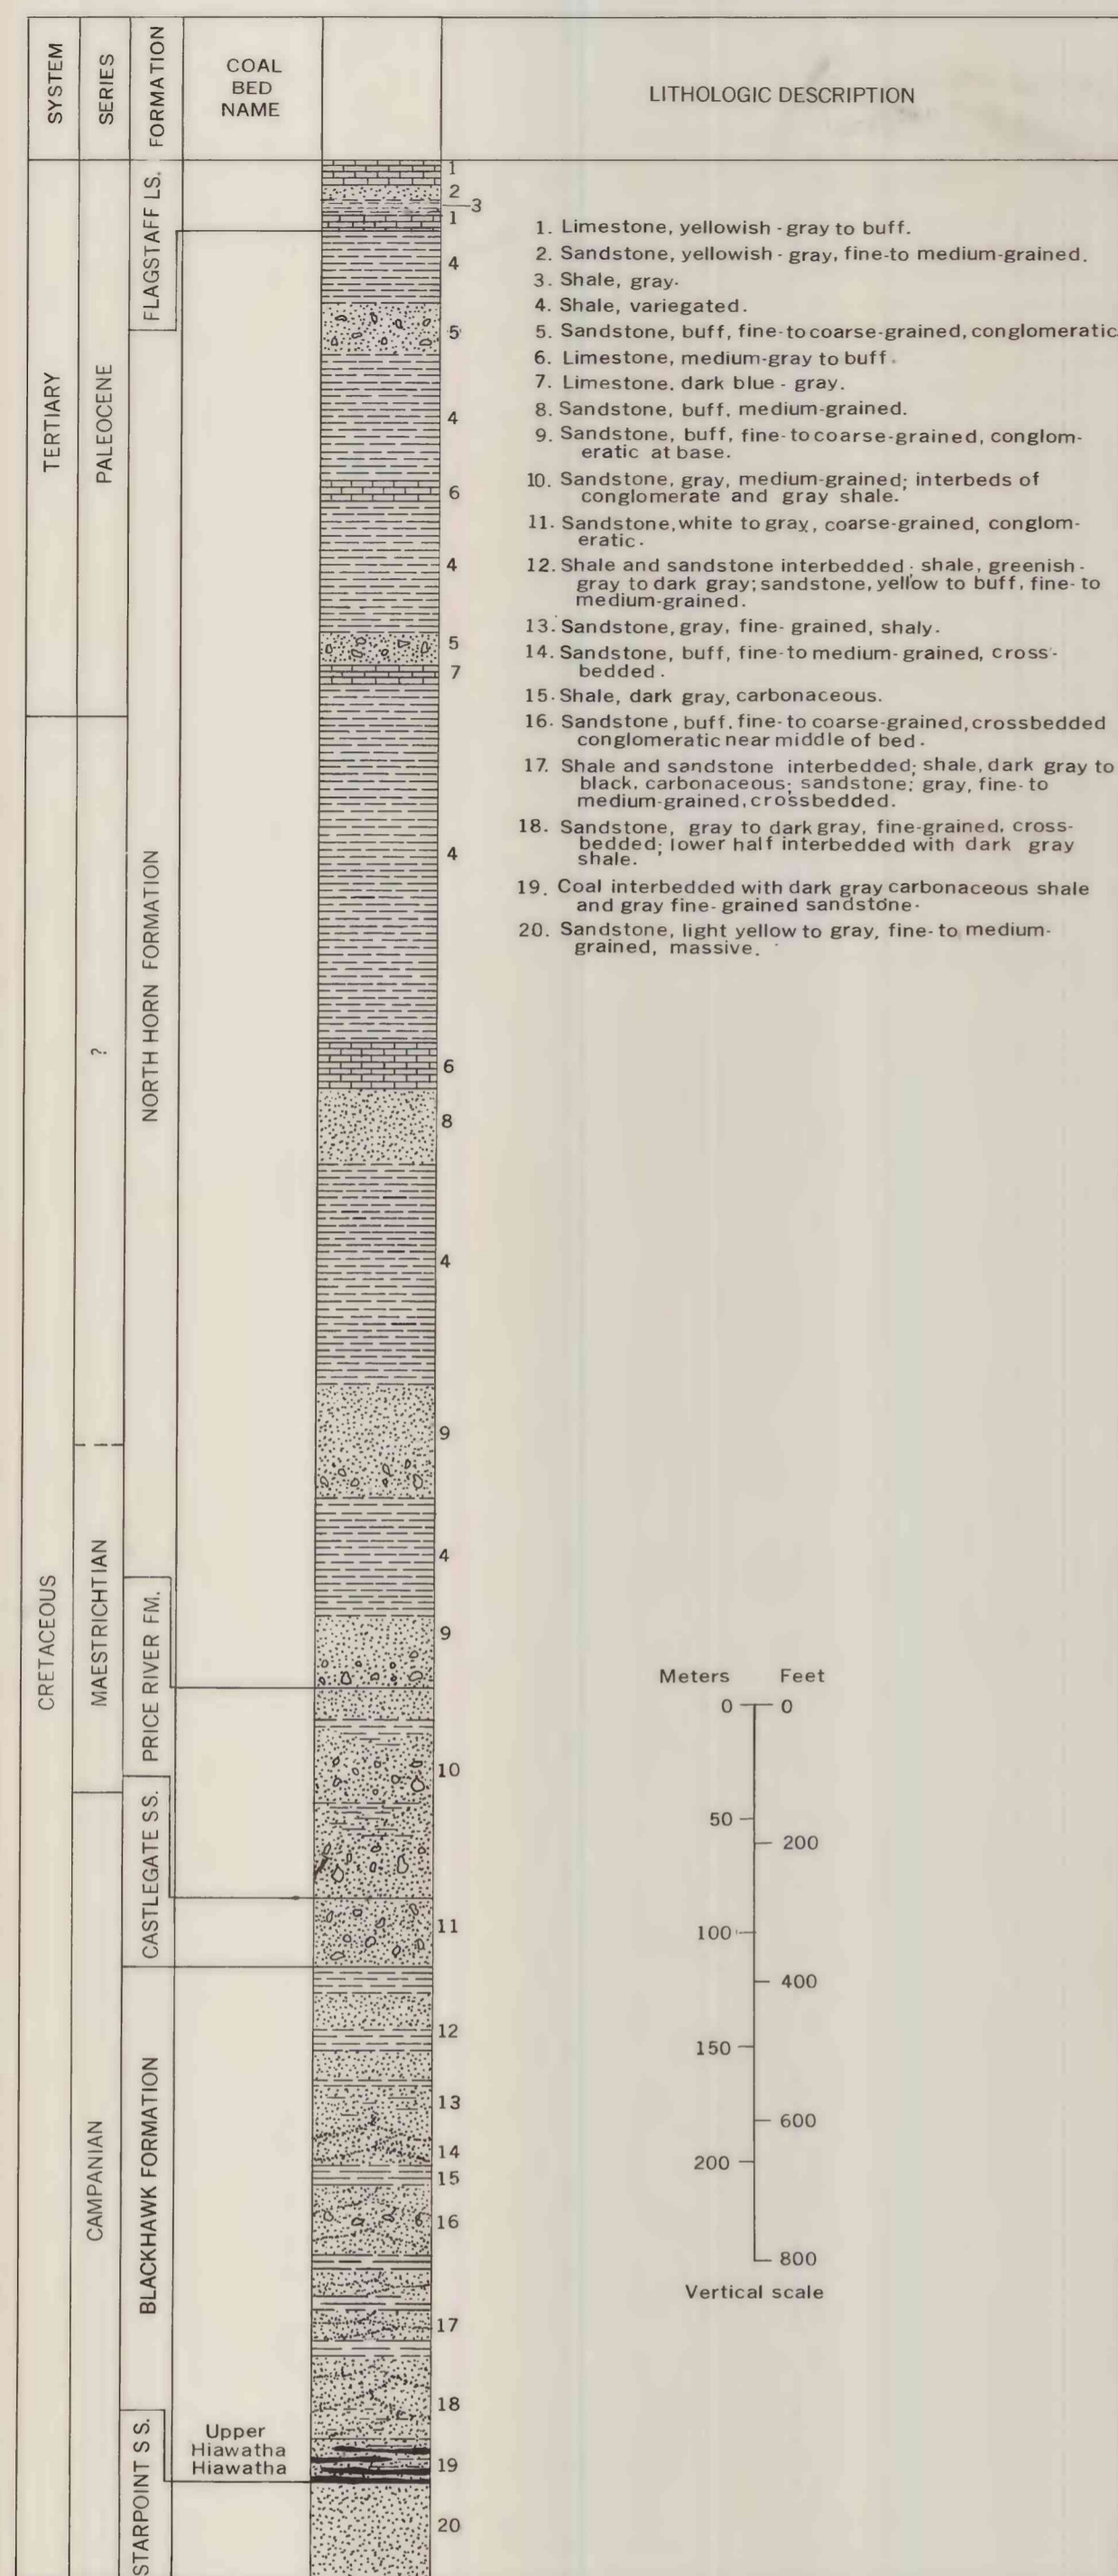 SYSTEM
SERIES
FORMATION
COAL
BED
NAME
LITHOLOGIC DESCRIPTION
TERTIARY
CRETACEOUS
PALEOCENE
?
MAESTRICHTIAN
CAMPANIAN
FLAGSTAFF LS.
NORTH HORN FORMATION
PRICE RIVER FM.
CASTLEGATE SS.
BLACKHAWK FORMATION
STARPOINT SS.
Upper
Hiawatha
Hiawatha
1
2
3
1
4
5
4
6
4
5
7
4
6
8
4
9
4
9
10
11
12
13
14
15
16
17
18
19
20
1. Limestone, yellowish - gray to buff.
2. Sandstone, yellowish - gray, fine-to medium-grained.
3. Shale, gray.
4. Shale, variegated.
5. Sandstone, buff, fine-to coarse-grained, conglomeratic.
6. Limestone, medium-gray to buff.
7. Limestone. dark blue - gray.
8. Sandstone, buff, medium-grained.
9. Sandstone, buff, fine-to coarse-grained, conglom-
eratic at base.
10. Sandstone, gray, medium-grained; interbeds of
conglomerate and gray shale.
11. Sandstone, white to gray, coarse-grained, conglom-
eratic.
12. Shale and sandstone interbedded; shale, greenish-
gray to dark gray; sandstone, yellow to buff, fine- to
medium-grained.
13. Sandstone, gray, fine- grained, shaly.
14. Sandstone, buff, fine-to medium- grained, cross-
bedded.
15. Shale, dark gray, carbonaceous.
16. Sandstone, buff, fine- to coarse-grained, crossbedded
conglomeratic near middle of bed.
17. Shale and sandstone interbedded; shale, dark gray to
black, carbonaceous; sandstone; gray, fine- to
medium-grained, crossbedded.
18. Sandstone, gray to dark gray, fine-grained, cross-
bedded; lower half interbedded with dark gray
shale.
19. Coal interbedded with dark gray carbonaceous shale
and gray fine- grained sandstone.
20. Sandstone, light yellow to gray, fine- to medium-
grained, massive.
Meters Feet
0 0
50
200
100
400
150
600
200
800
Vertical scale